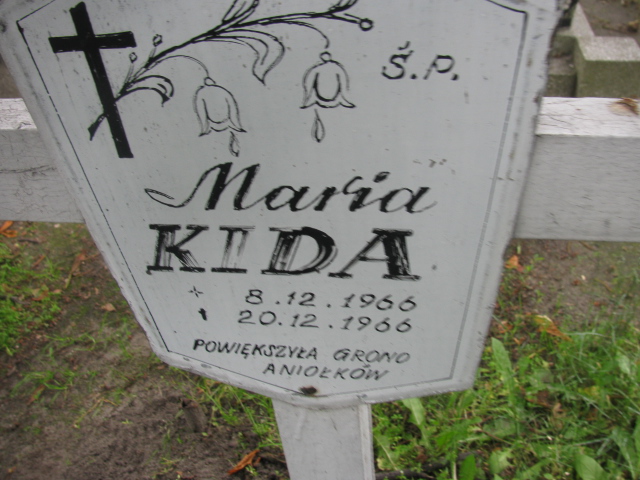 Ś.P.
Maria
KIDA
8.12.1966
20.12.1966
POWIĘKSZYŁA GRONO
ANIOŁKÓW